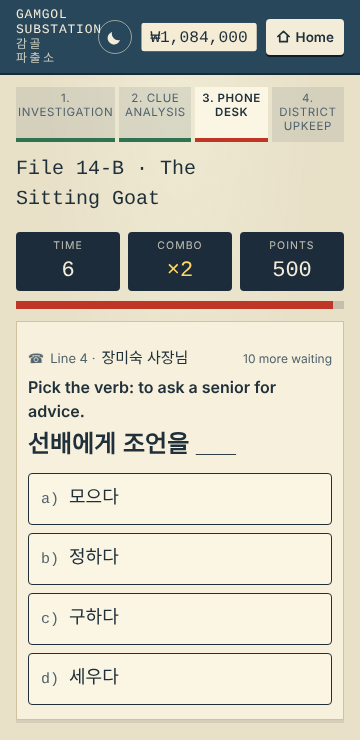 GAMGOL
SUBSTATION
감골
파출소
₩1,084,000
Home
1.
INVESTIGATION
2. CLUE
ANALYSIS
3. PHONE
DESK
4.
DISTRICT
UPKEEP
File 14-B · The
Sitting Goat
TIME
6
COMBO
×2
POINTS
500
☎ Line 4 · 장미숙 사장님
10 more waiting
Pick the verb: to ask a senior for
advice.
선배에게 조언을 ____
a) 모으다
b) 정하다
c) 구하다
d) 세우다